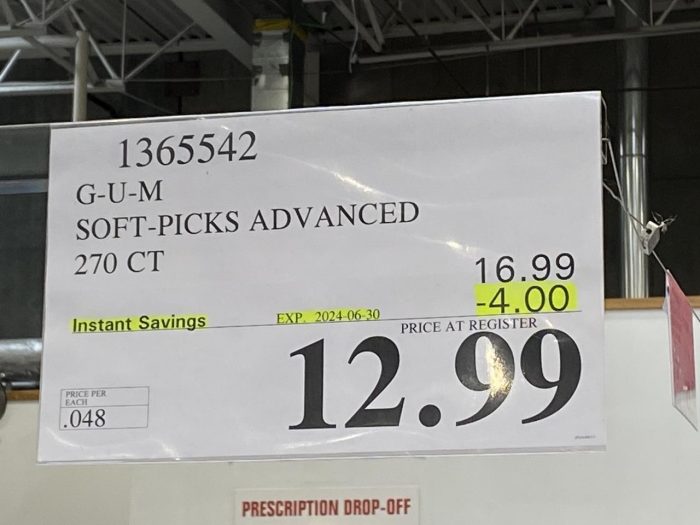 1365542
G-U-M
SOFT-PICKS ADVANCED
270 CT
16.99
-4.00
Instant Savings EXP. 2024-06-30
PRICE AT REGISTER
12.99
PRICE PER
EACH
.048
PRESCRIPTION DROP-OFF